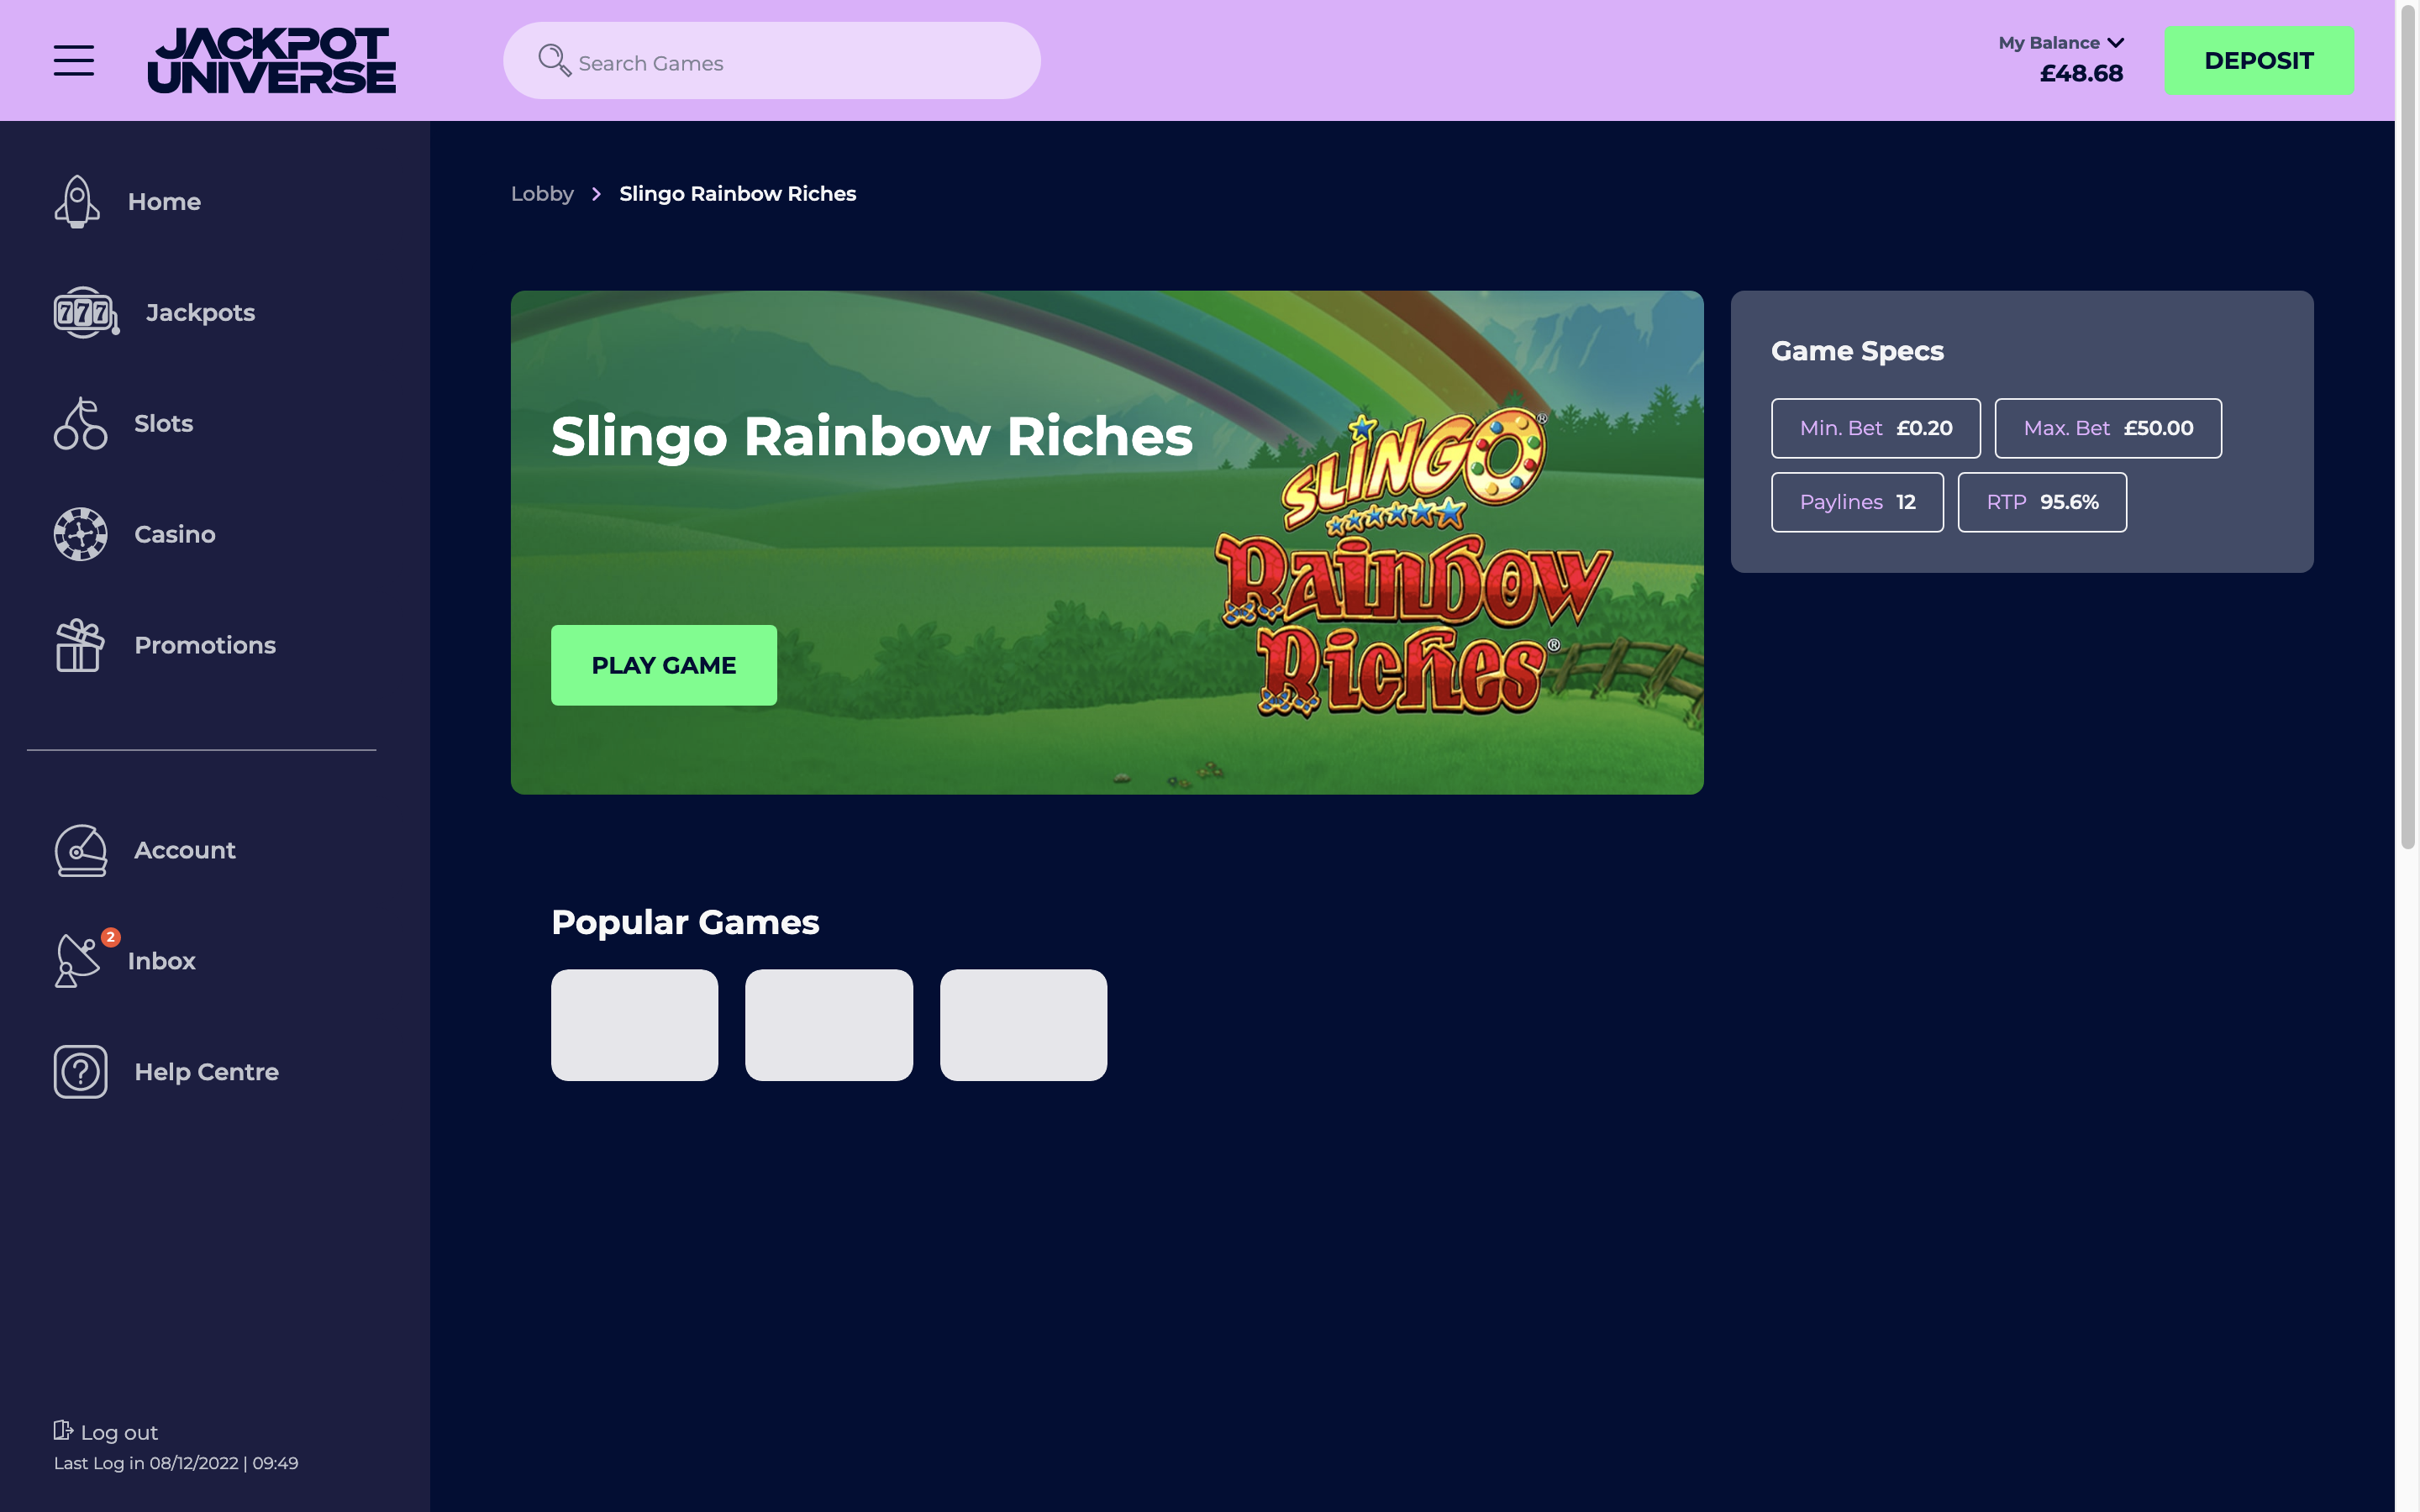 JACKPOT
UNIVERSE
Search Games
My Balance
£48.68
DEPOSIT
Home
777
Jackpots
Slots
Casino
Promotions
Account
2
Inbox
Help Centre
Log out
Last Log in 08/12/2022 | 09:49
Lobby > Slingo Rainbow Riches
Slingo Rainbow Riches
PLAY GAME
SLINGO®
Rainbow
Riches®
Game Specs
Min. Bet £0.20 Max. Bet £50.00
Paylines 12 RTP 95.6%
Popular Games